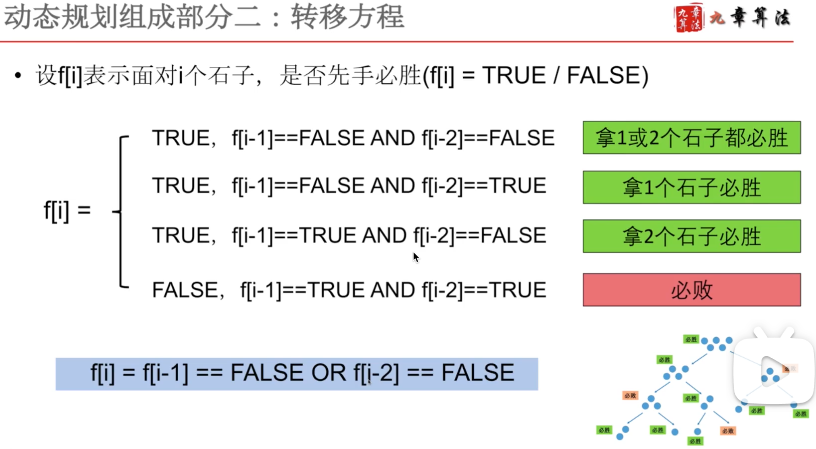 动态规划组成部分二：转移方程
九章算法 九章算法
• 设f[i]表示面对i个石子，是否先手必胜(f[i] = TRUE / FALSE)
TRUE，f[i-1]==FALSE AND f[i-2]==FALSE 拿1或2个石子都必胜
TRUE，f[i-1]==FALSE AND f[i-2]==TRUE 拿1个石子必胜
f[i] =
TRUE，f[i-1]==TRUE AND f[i-2]==FALSE 拿2个石子必胜
FALSE，f[i-1]==TRUE AND f[i-2]==TRUE 必败
f[i] = f[i-1] == FALSE OR f[i-2] == FALSE
必胜
必胜
必败 必胜
必胜 必胜 必胜 必败 必胜 必胜